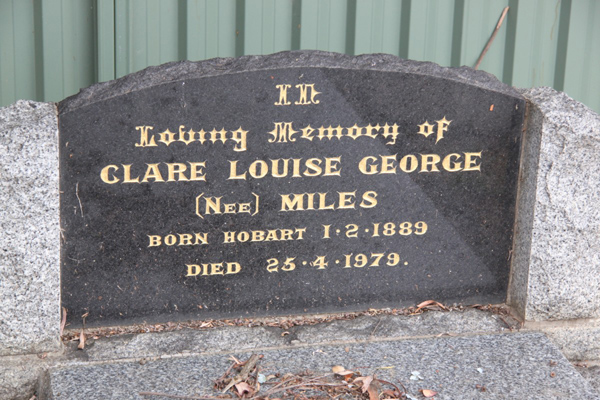 IN
Loving Memory of
CLARE LOUISE GEORGE
(NEE) MILES
BORN HOBART 1·2·1889
DIED 25·4·1979.